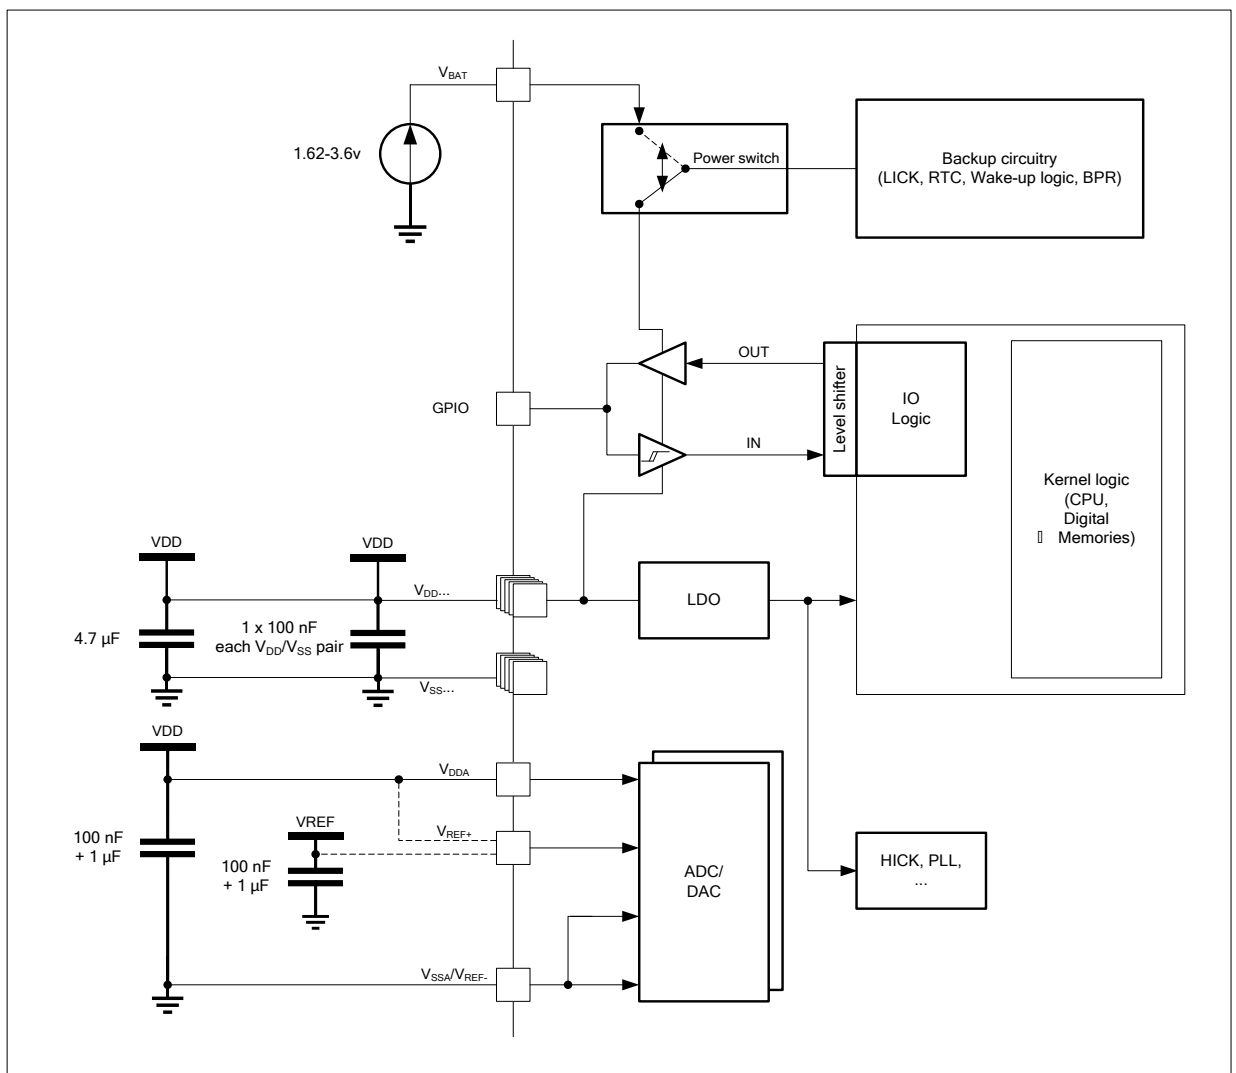 VBAT
1.62-3.6v
Power switch
Backup circuitry
(LICK, RTC, Wake-up logic, BPR)
OUT
GPIO
Level shifter
IO
Logic
IN
Kernel logic
(CPU,
Digital
▯ Memories)
VDD
VDD
VDD...
LDO
4.7 µF
1 x 100 nF
each VDD/VSS pair
VSS...
VDD
VDDA
VREF
VREF+
100 nF
+ 1 µF
100 nF
+ 1 µF
ADC/
DAC
HICK, PLL,
...
VSSA/VREF-